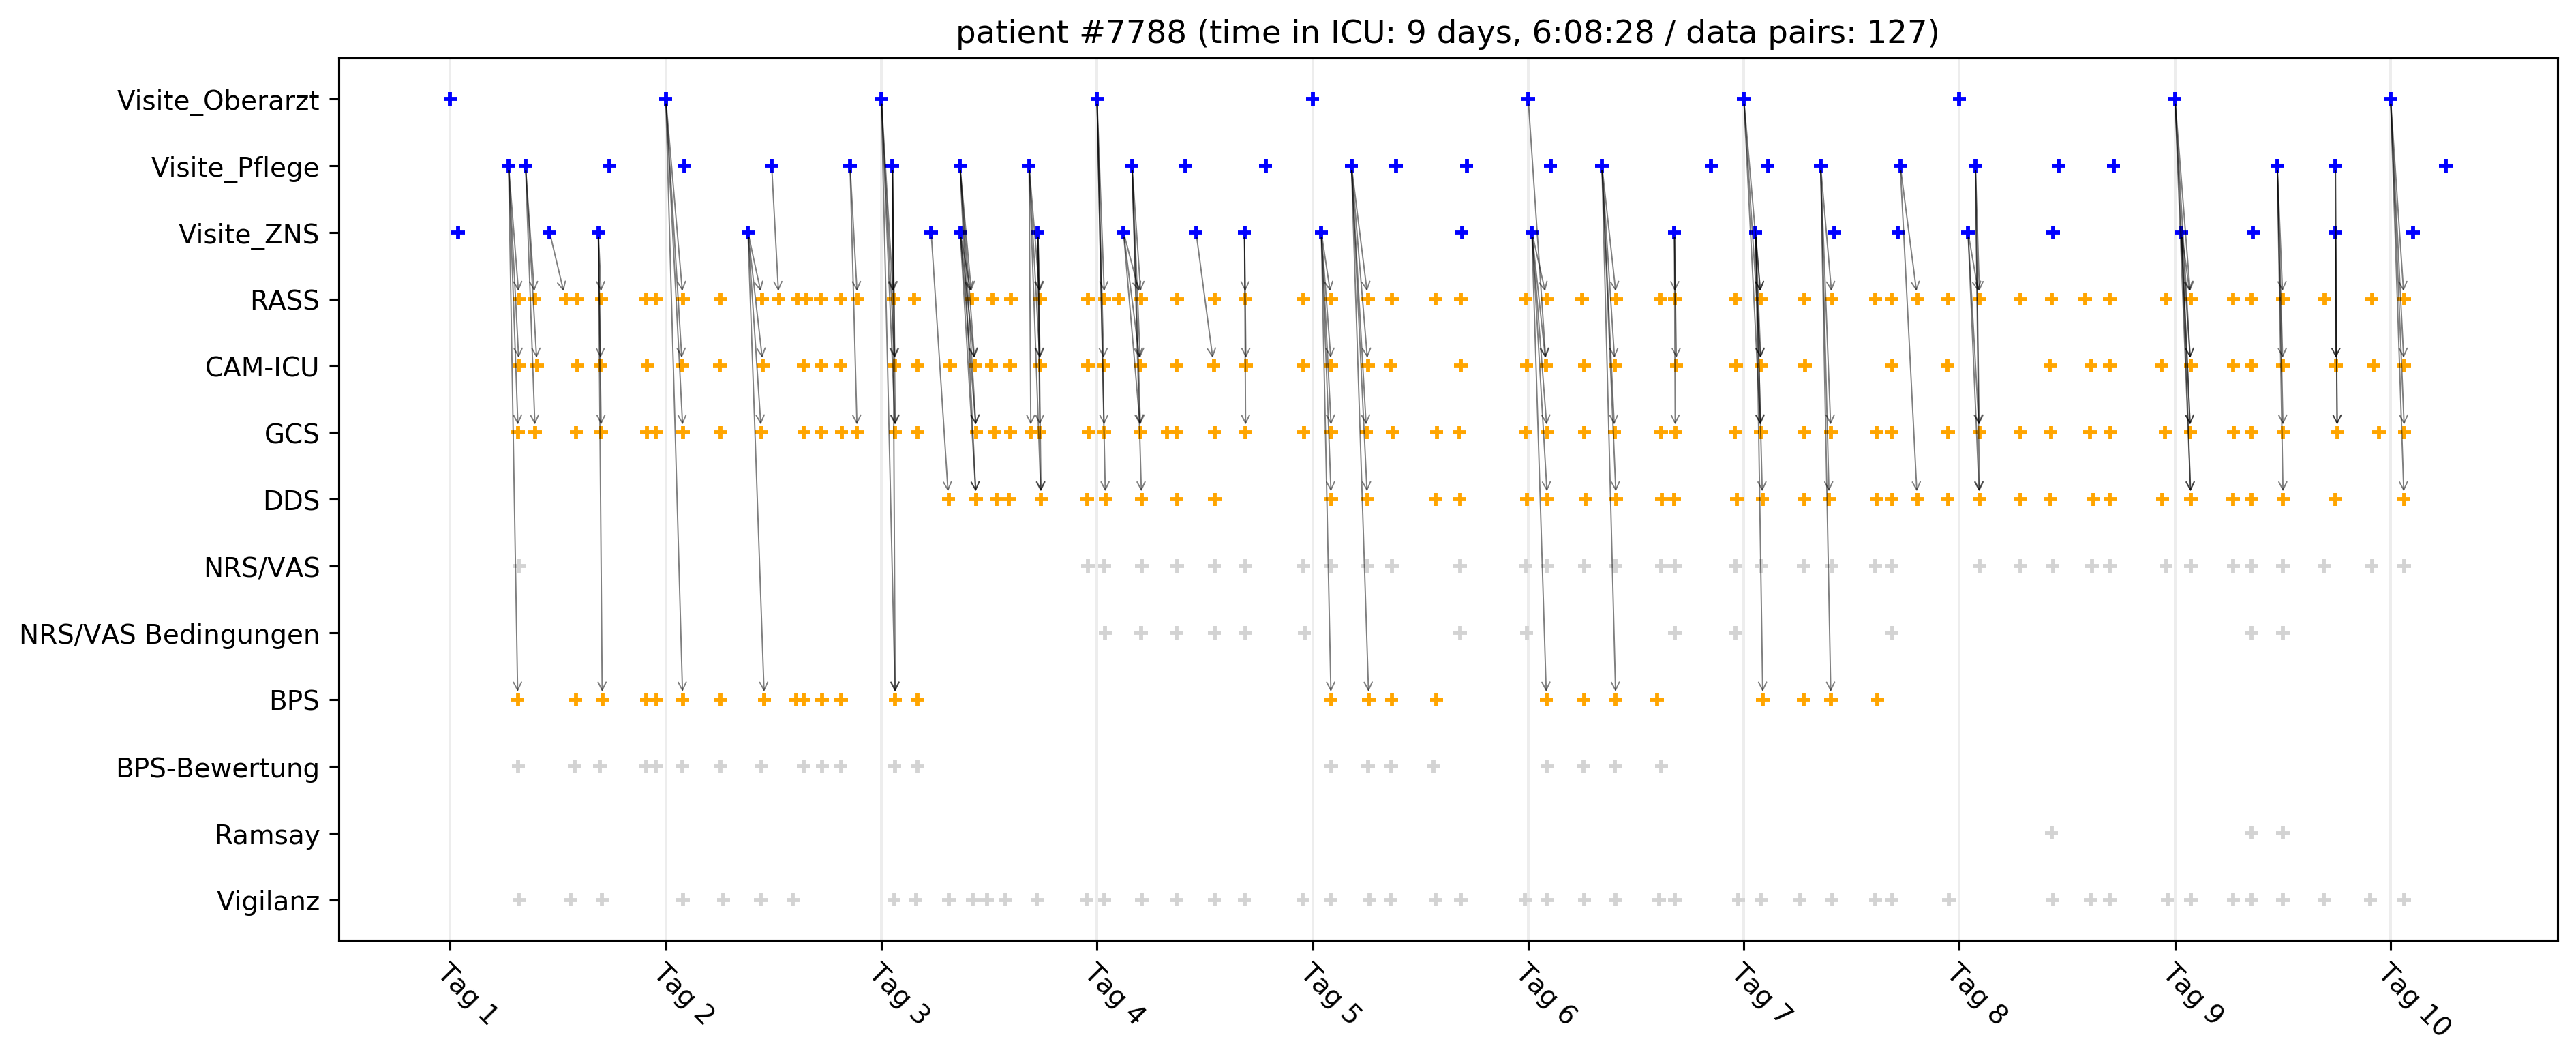 patient #7788 (time in ICU: 9 days, 6:08:28 / data pairs: 127)
Visite_Oberarzt
Visite_Pflege
Visite_ZNS
RASS
CAM-ICU
GCS
DDS
NRS/VAS
NRS/VAS Bedingungen
BPS
BPS-Bewertung
Ramsay
Vigilanz
Tag 1
Tag 2
Tag 3
Tag 4
Tag 5
Tag 6
Tag 7
Tag 8
Tag 9
Tag 10